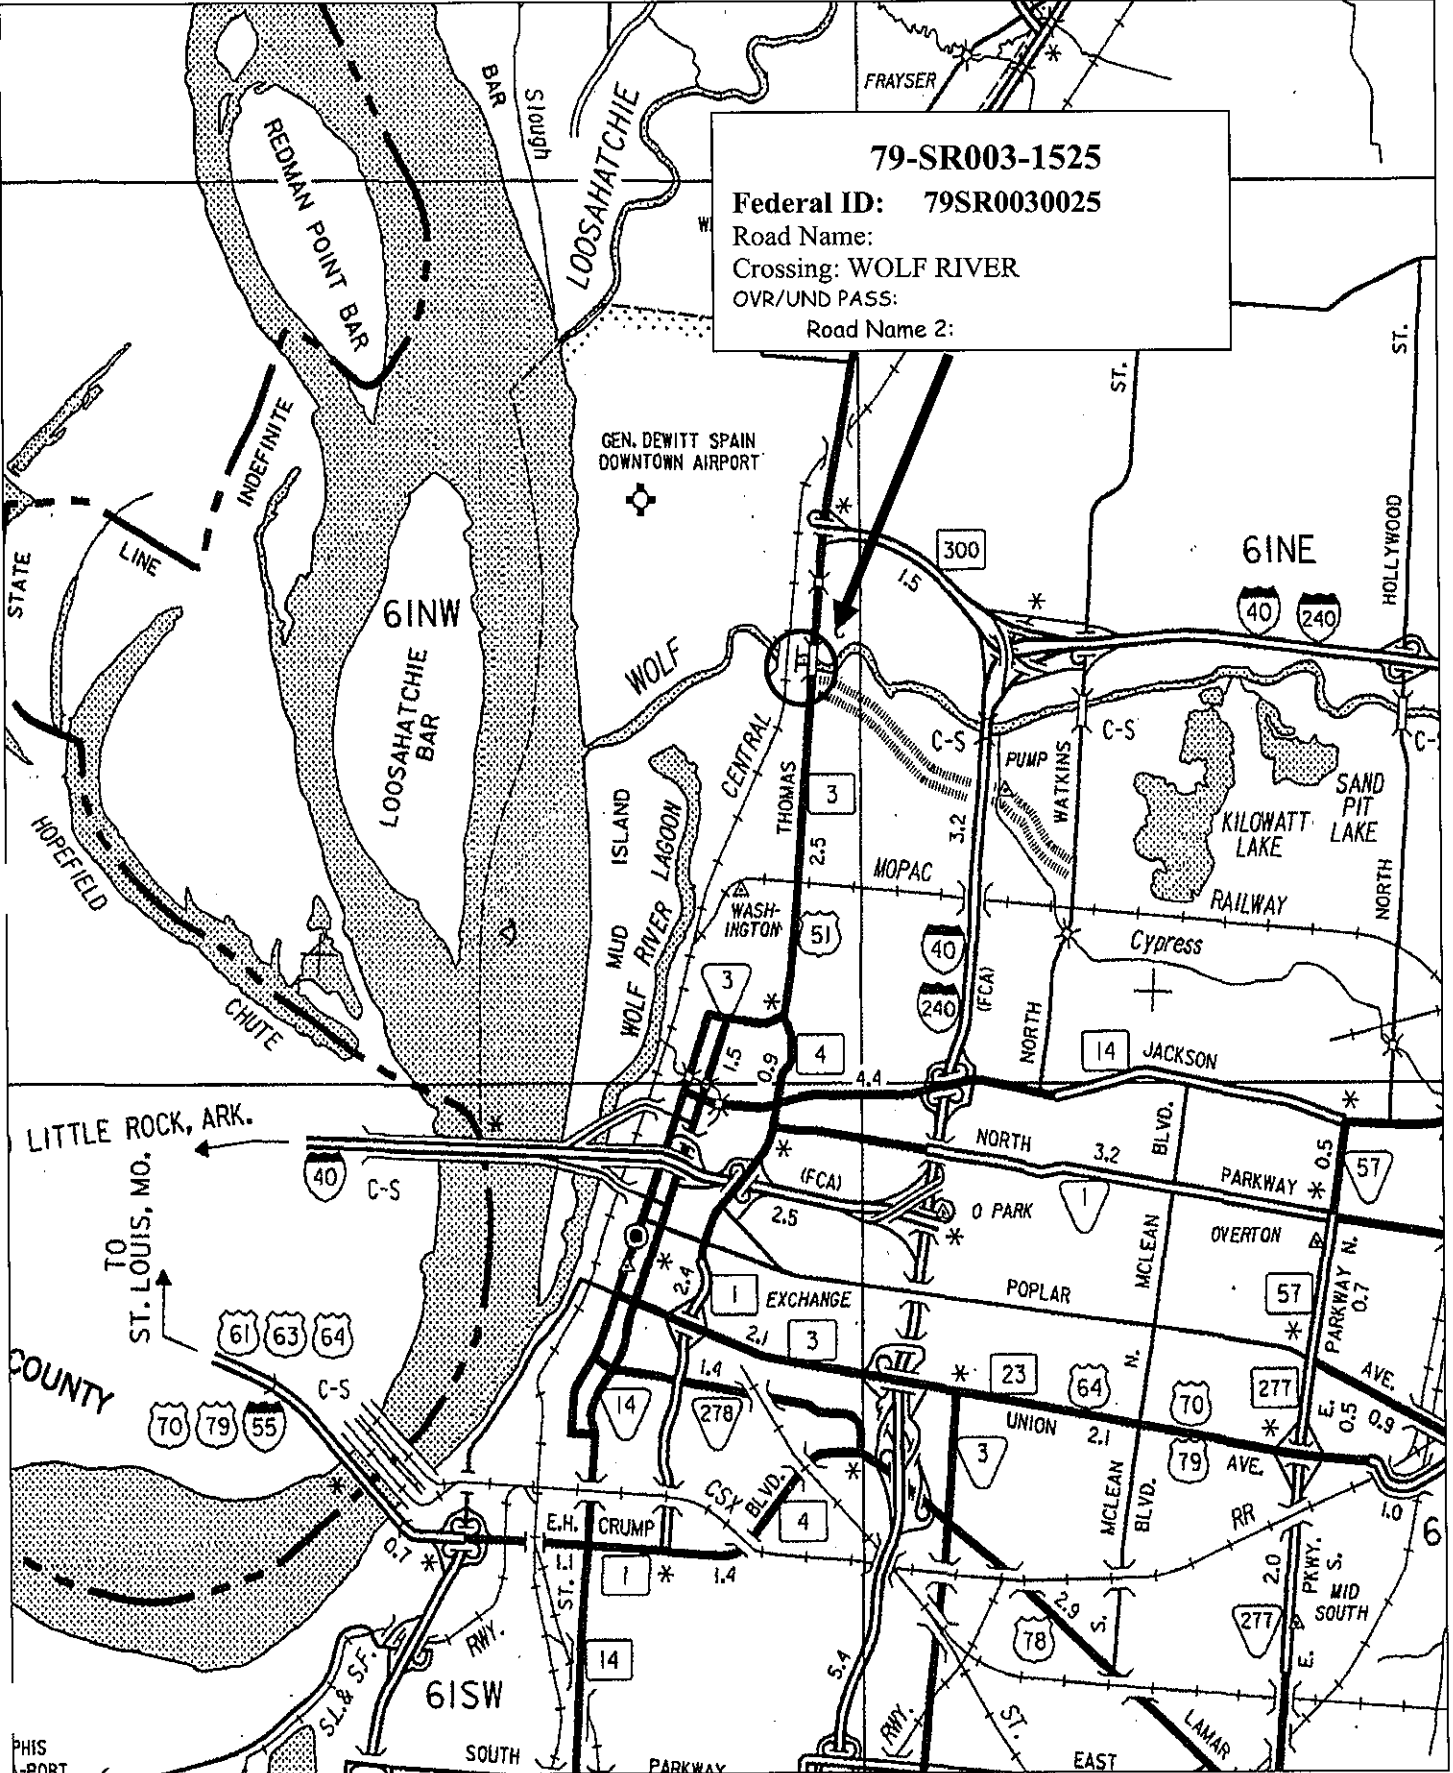 FRAYSER
BAR
Slough
LOOSAHATCHIE
REDMAN POINT BAR
79-SR003-1525
Federal ID: 79SR0030025
Road Name:
Crossing: WOLF RIVER
OVR/UND PASS:
Road Name 2:
ST.
ST.
INDEFINITE
GEN. DEWITT SPAIN
DOWNTOWN AIRPORT
LINE
STATE
300
1.5
61NE
40
240
HOLLYWOOD
61NW
LOOSAHATCHIE
BAR
WOLF
CENTRAL
C-S
PUMP
C-S
C-
THOMAS
3
2.5
WATKINS
3.2
SAND
PIT
LAKE
KILOWATT
LAKE
HOPEFIELD
MUD ISLAND
WOLF RIVER LAGOON
MOPAC
RAILWAY
NORTH
WASH-
INGTON
51
40
240
(FCA)
Cypress
CHUTE
3
1.5
0.9
4
NORTH
14
JACKSON
4.4
LITTLE ROCK, ARK.
40
C-S
NORTH
3.2
BLVD.
PARKWAY
0.5
57
(FCA)
2.5
O PARK
1
OVERTON
TO
ST. LOUIS, MO.
MCLEAN
2.4
1
EXCHANGE
POPLAR
57
PARKWAY N.
0.7
61
63
64
2.1
3
COUNTY
C-S
1.4
23
64
N.
70
277
AVE.
70
79
55
14
278
UNION
2.1
3
79
AVE.
E.
0.5
0.9
CSX
BLVD.
4
MCLEAN
BLVD.
RR
1.0
6
0.7
E.H.
CRUMP
1.1
1
1.4
ST.
2.9
S.
2.0
PKWY.
S.
MID
SOUTH
277
E.
78
RWY.
14
5.4
S.L. & S.F.
61SW
RWY.
ST.
LAMAR
PHIS
-PORT
SOUTH
PARKWAY
EAST